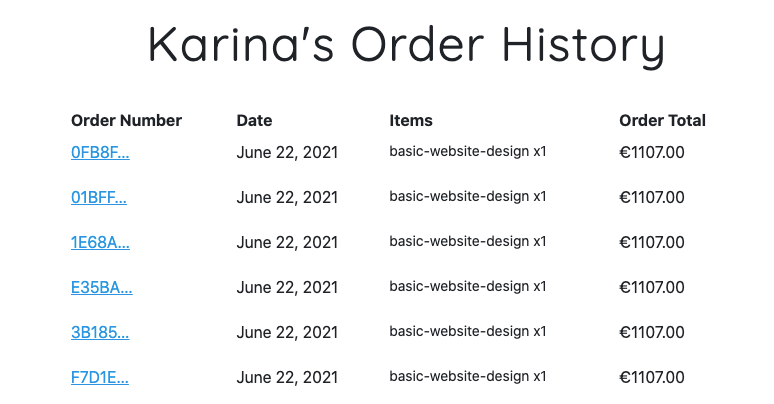 Karina's Order History
Order Number Date Items Order Total
0FB8F... June 22, 2021 basic-website-design x1 €1107.00
01BFF... June 22, 2021 basic-website-design x1 €1107.00
1E68A... June 22, 2021 basic-website-design x1 €1107.00
E35BA... June 22, 2021 basic-website-design x1 €1107.00
3B185... June 22, 2021 basic-website-design x1 €1107.00
F7D1E... June 22, 2021 basic-website-design x1 €1107.00